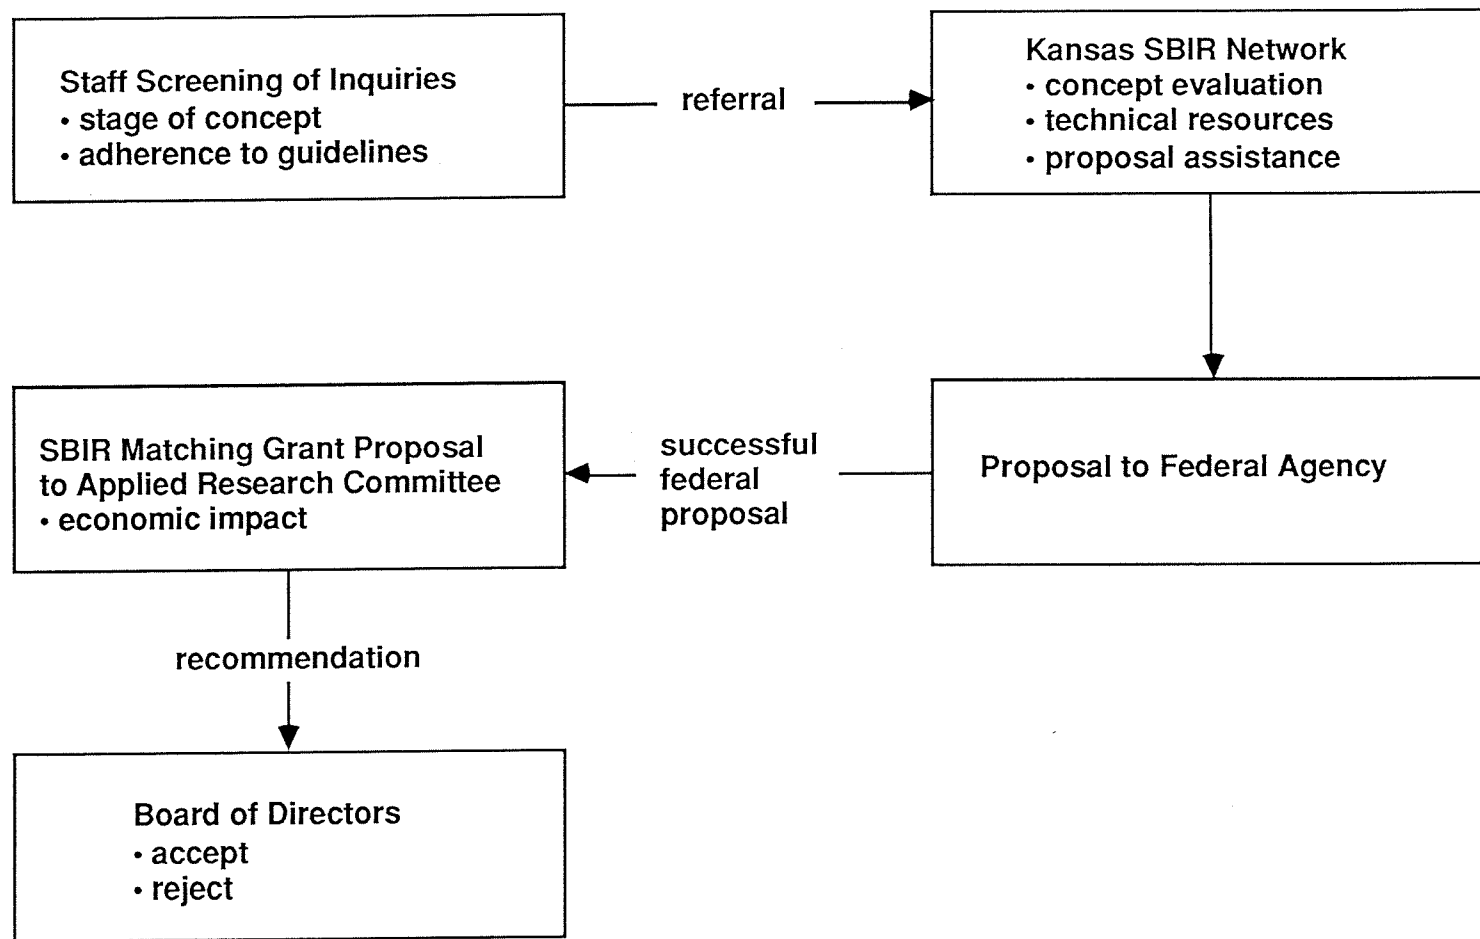 Staff Screening of Inquiries
• stage of concept
• adherence to guidelines
referral
Kansas SBIR Network
• concept evaluation
• technical resources
• proposal assistance
Proposal to Federal Agency
successful
federal
proposal
SBIR Matching Grant Proposal
to Applied Research Committee
• economic impact
recommendation
Board of Directors
• accept
• reject